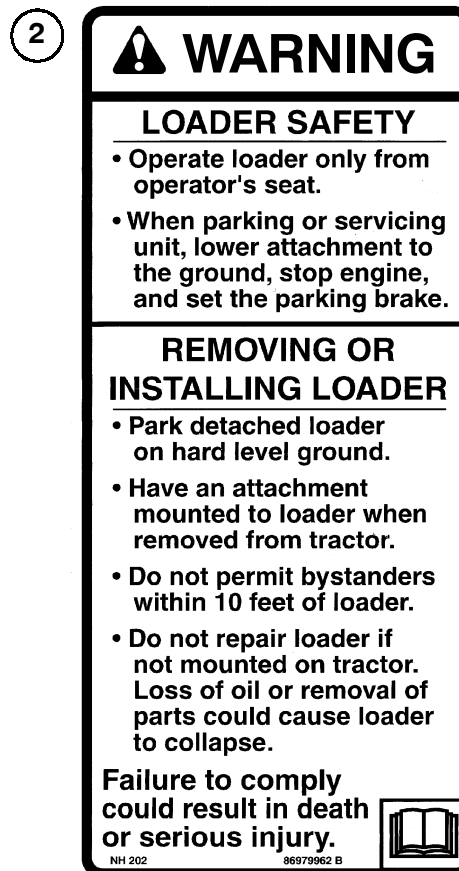 2
WARNING
LOADER SAFETY
• Operate loader only from
operator's seat.
• When parking or servicing
unit, lower attachment to
the ground, stop engine,
and set the parking brake.
REMOVING OR
INSTALLING LOADER
• Park detached loader
on hard level ground.
• Have an attachment
mounted to loader when
removed from tractor.
• Do not permit bystanders
within 10 feet of loader.
• Do not repair loader if
not mounted on tractor.
Loss of oil or removal of
parts could cause loader
to collapse.
Failure to comply
could result in death
or serious injury.
NH 202 86979962 B